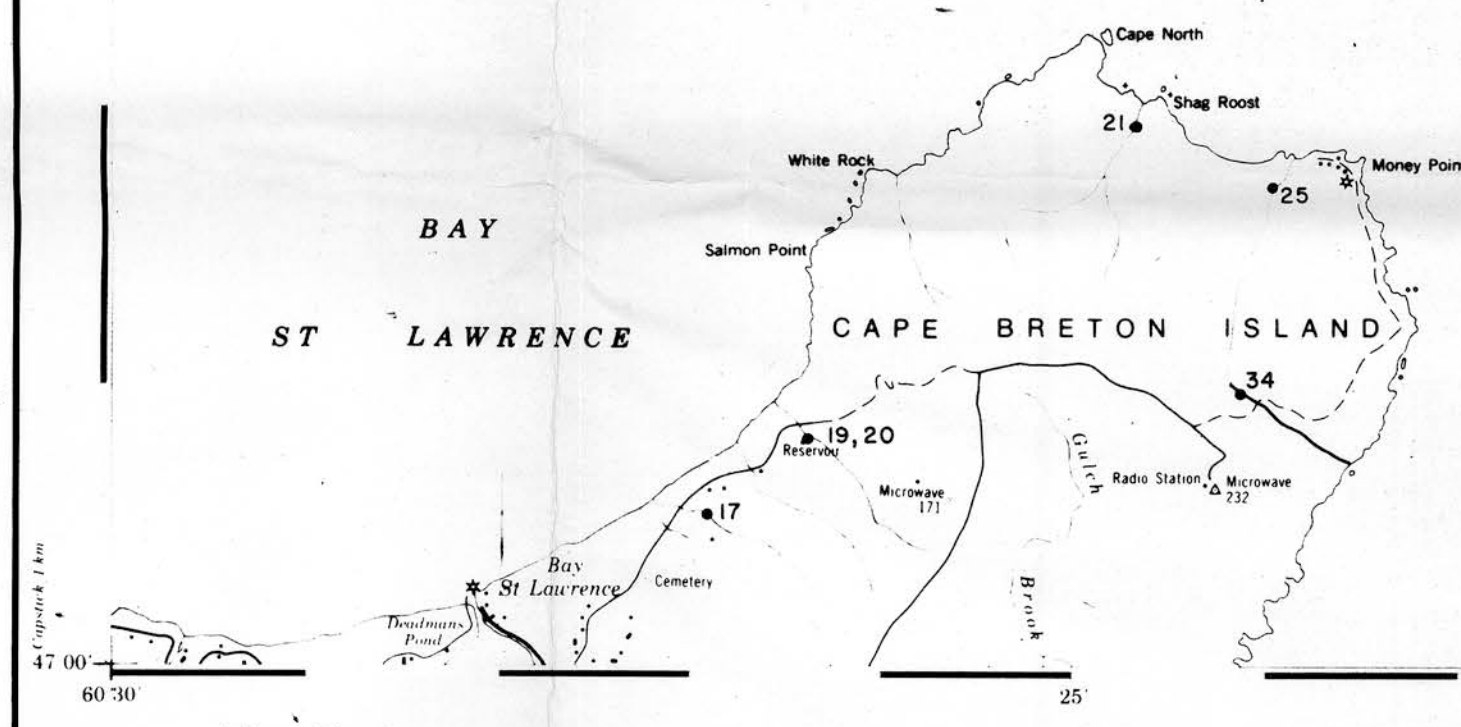 Cape North
Shag Roost
21
White Rock
Money Point
25
BAY
Salmon Point
ST LAWRENCE
CAPE BRETON ISLAND
34
19, 20
Reservoir
Gulch
Radio Station
Microwave
232
Microwave
171
17
Bay
St Lawrence
Cemetery
Brook
Capstick 1 km
Deadmans
Pond
47 00'
60 30'
25'